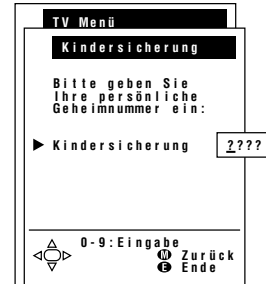 TV Menü
Kindersicherung
Bitte geben Sie
Ihre persönliche
Geheimnummer ein:
▶ Kindersicherung ????
0-9:Eingabe
M Zurück
E Ende